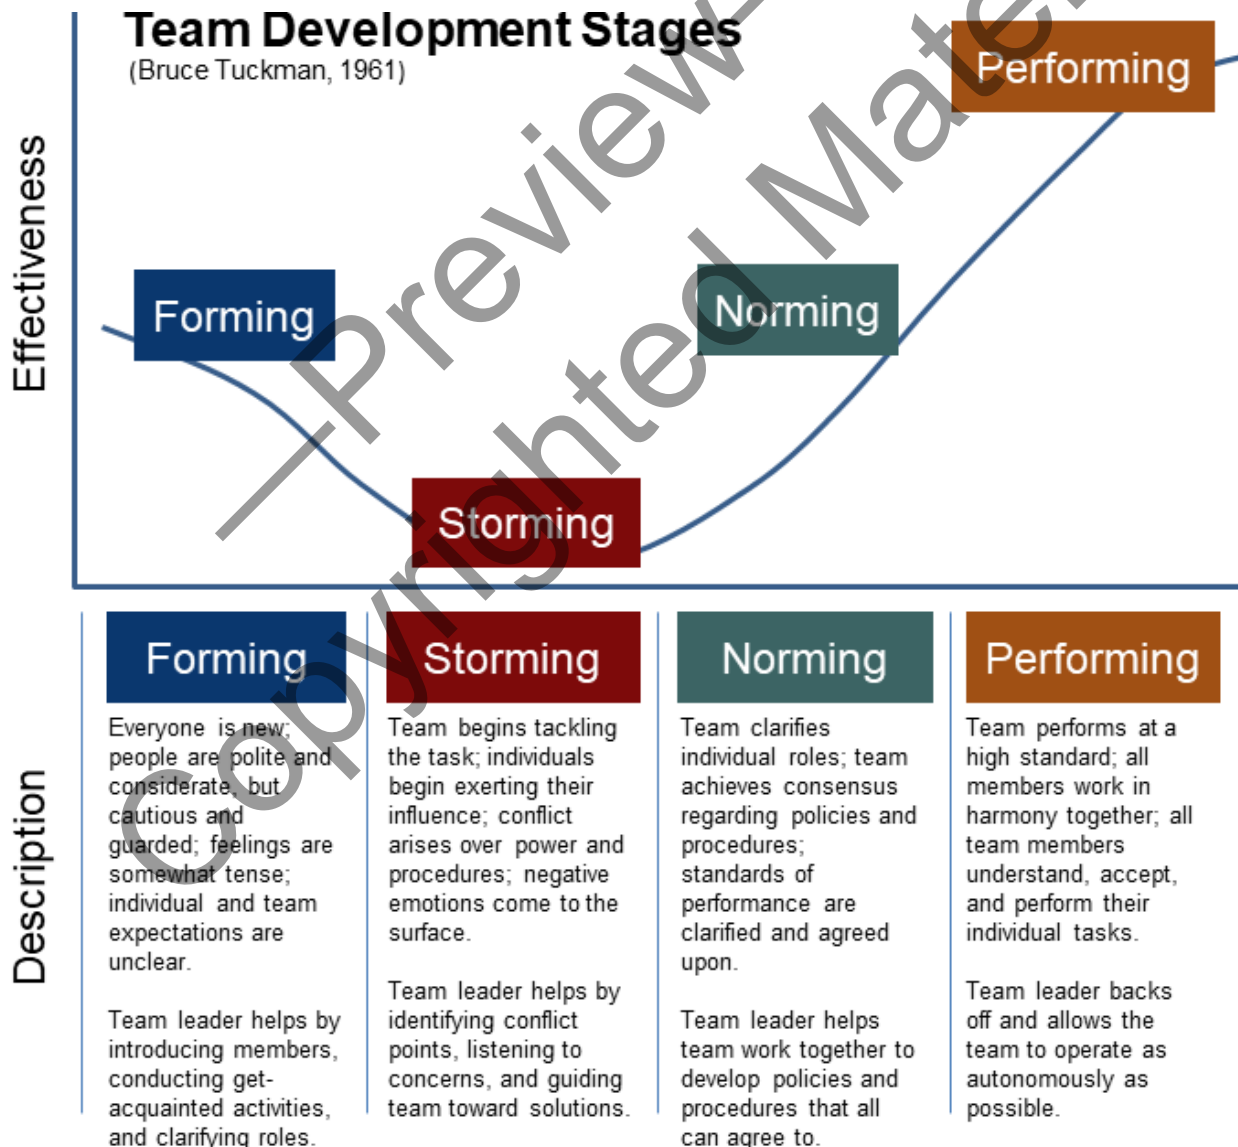 Team Development Stages
(Bruce Tuckman, 1961)
Performing
Effectiveness
Forming
Norming
Storming
—Preview-
Copyrighted Mater
Forming
Storming
Norming
Performing
Description
Everyone is new;
people are polite and
considerate, but
cautious and
guarded; feelings are
somewhat tense;
individual and team
expectations are
unclear.
Team leader helps by
introducing members,
conducting get-
acquainted activities,
and clarifying roles.
Team begins tackling
the task; individuals
begin exerting their
influence; conflict
arises over power and
procedures; negative
emotions come to the
surface.
Team leader helps by
identifying conflict
points, listening to
concerns, and guiding
team toward solutions.
Team clarifies
individual roles; team
achieves consensus
regarding policies and
procedures;
standards of
performance are
clarified and agreed
upon.
Team leader helps
team work together to
develop policies and
procedures that all
can agree to.
Team performs at a
high standard; all
members work in
harmony together; all
team members
understand, accept,
and perform their
individual tasks.
Team leader backs
off and allows the
team to operate as
autonomously as
possible.